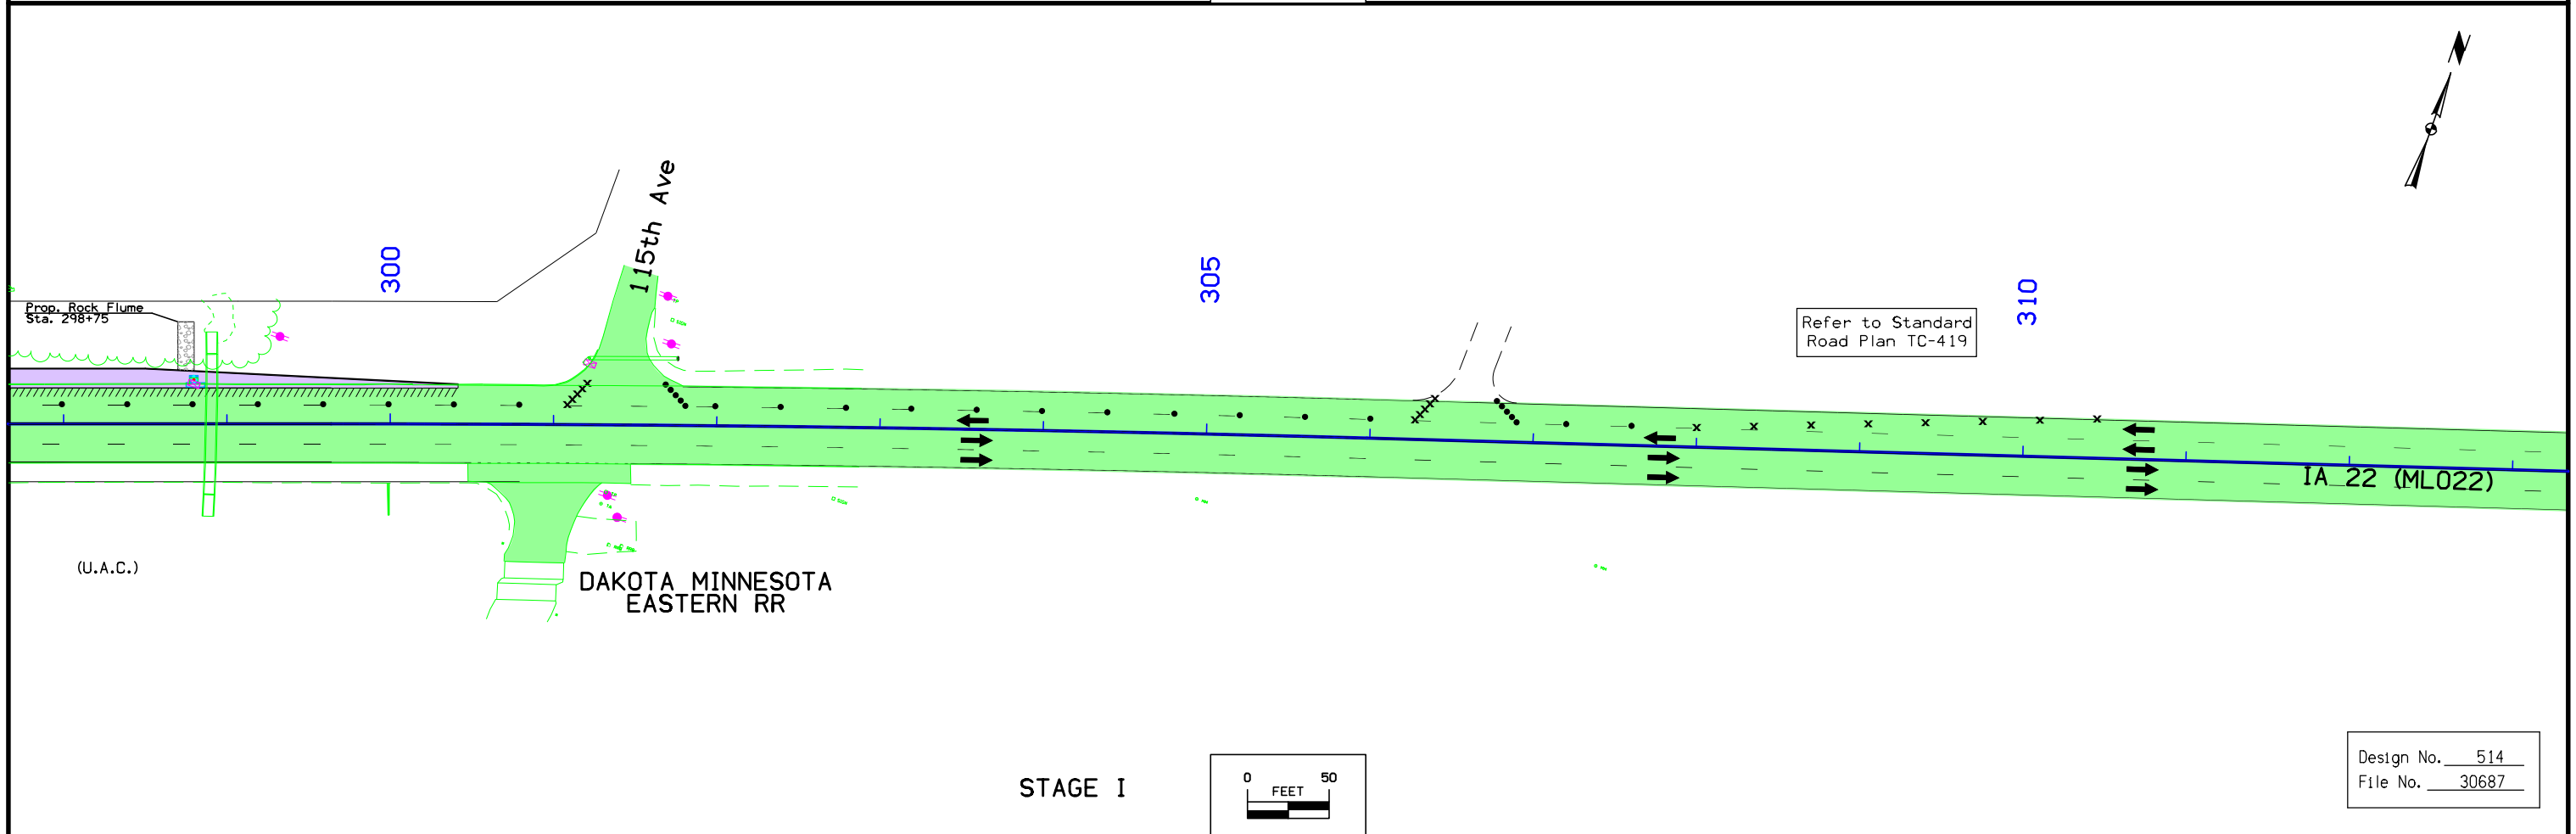 115th Ave
300
305
310
Prop. Rock Flume
Sta. 298+75
Refer to Standard
Road Plan TC-419
IA 22 (ML022)
(U.A.C.)
DAKOTA MINNESOTA
EASTERN RR
STAGE I
0 50
FEET
Design No. 514
File No. 30687